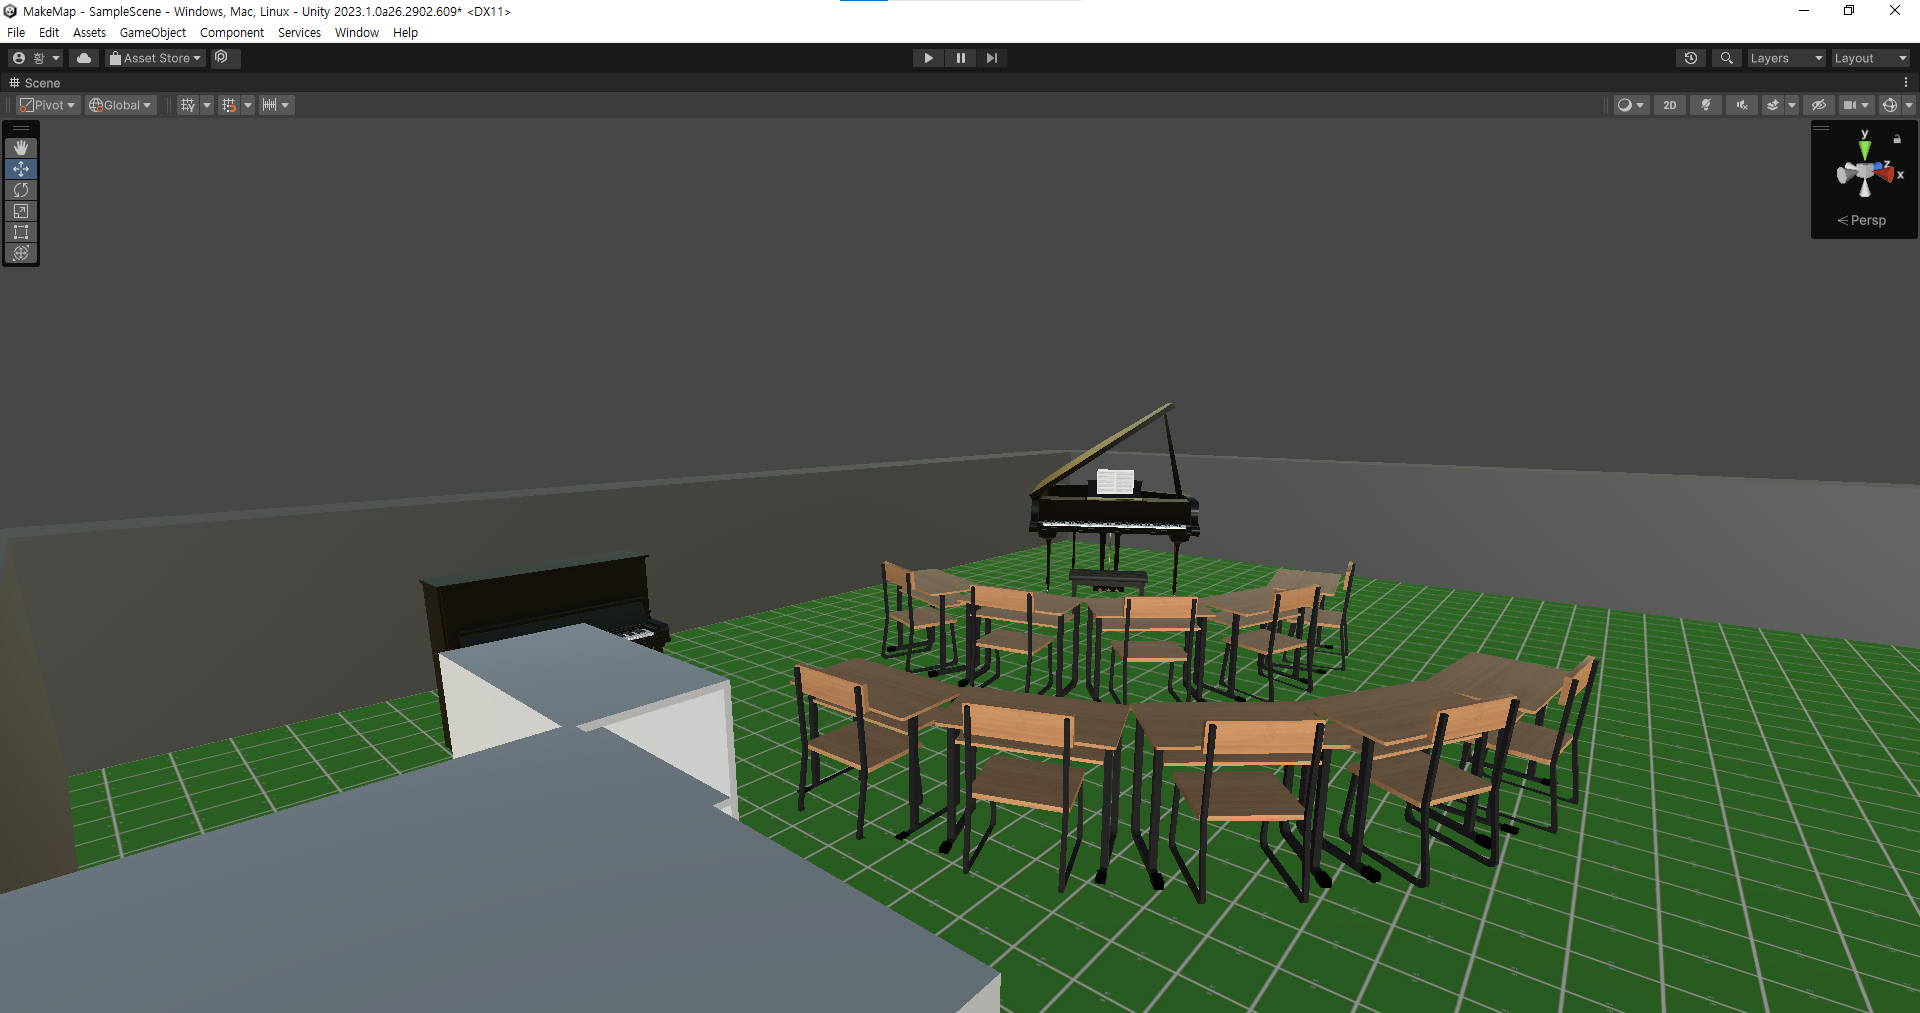 MakeMap - SampleScene - Windows, Mac, Linux - Unity 2023.1.0a26.2902.609* <DX11>
File Edit Assets GameObject Component Services Window Help
황 Asset Store Layers Layout
Scene
Pivot Global 2D
y
z
x
Persp